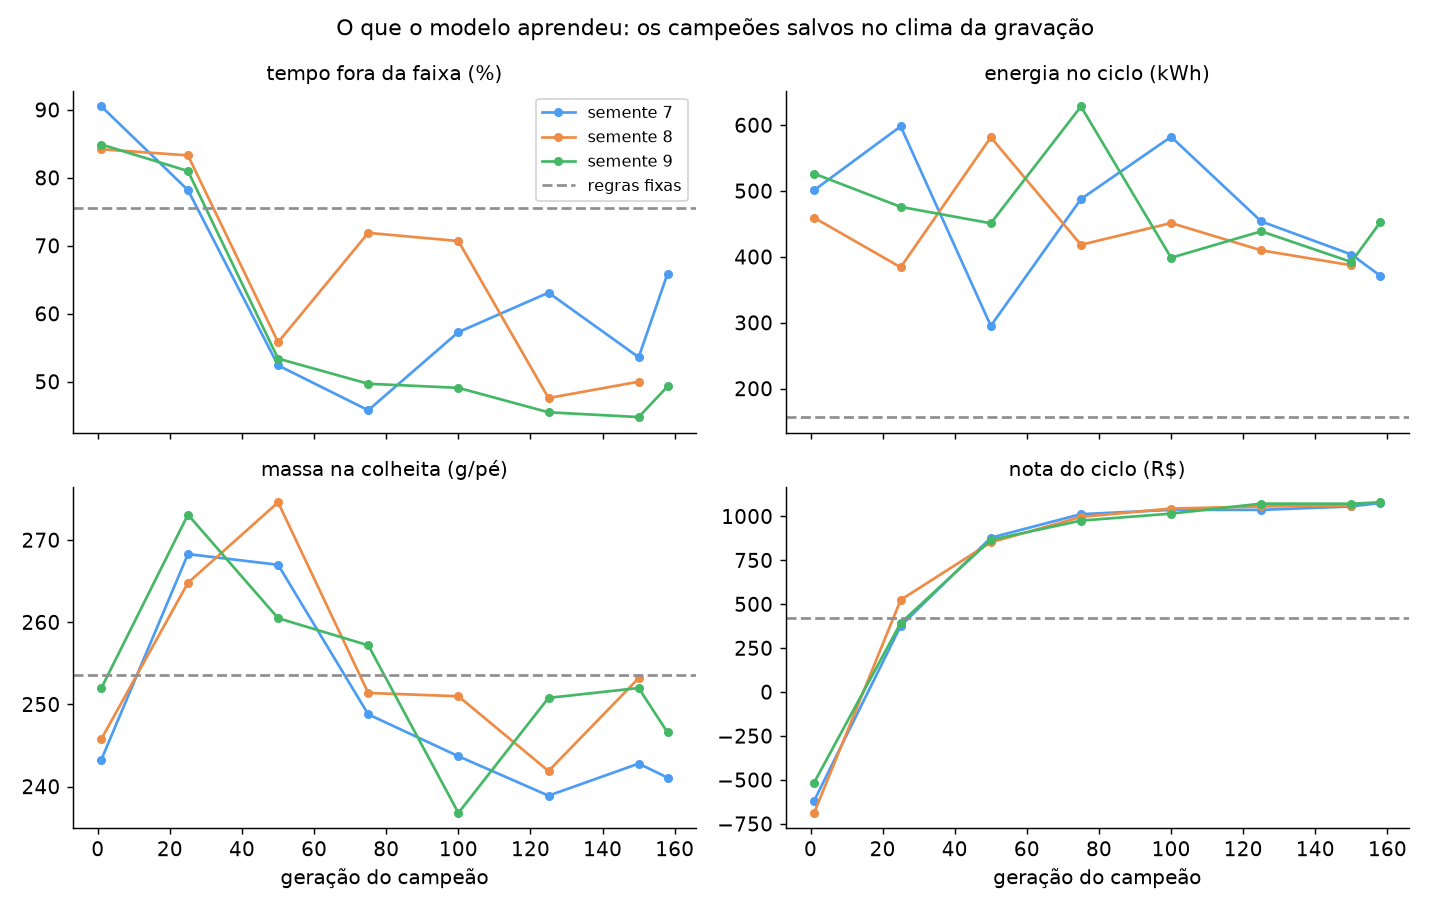 O que o modelo aprendeu: os campeões salvos no clima da gravação
tempo fora da faixa (%)
90
80
70
60
50
semente 7
semente 8
semente 9
regras fixas
energia no ciclo (kWh)
600
500
400
300
200
massa na colheita (g/pé)
270
260
250
240
0 20 40 60 80 100 120 140 160
geração do campeão
nota do ciclo (R$)
1000
750
500
250
0
−250
−500
−750
0 20 40 60 80 100 120 140 160
geração do campeão